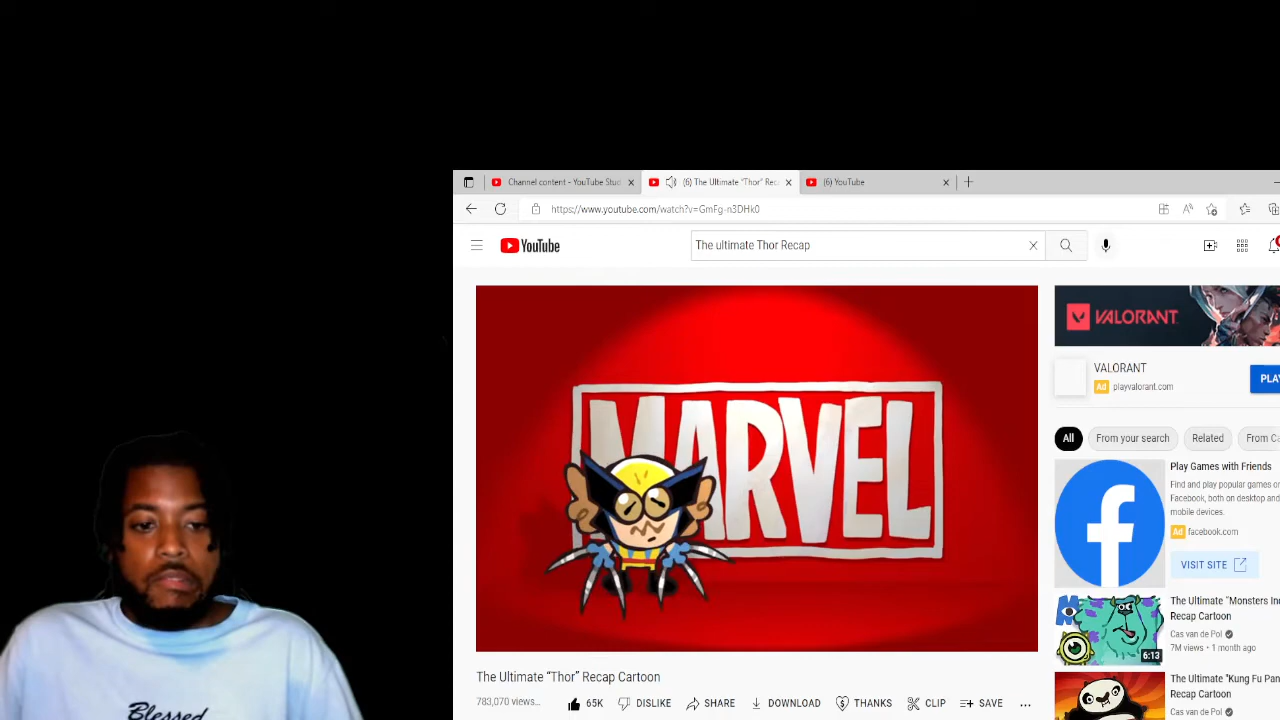 Channel content - YouTube Stud
(6) The Ultimate "Thor" Rec
(6) YouTube
https://www.youtube.com/watch?v=GmFg-n3DHk0
YouTube
The ultimate Thor Recap
MARVEL
VALORANT
VALORANT
Ad playvalorant.com
PLA
All
From your search
Related
From Ca
Play Games with Friends
Find and play popular games o
Facebook, both on desktop and
mobile devices.
Ad facebook.com
VISIT SITE
The Ultimate "Monsters Inc
Recap Cartoon
Cas van de Pol
7M views • 1 month ago
6:13
The Ultimate "Kung Fu Pan
Recap Cartoon
Cas van de Pol
The Ultimate "Thor" Recap Cartoon
783,070 views...
65K
DISLIKE
SHARE
DOWNLOAD
THANKS
CLIP
SAVE
Blessed